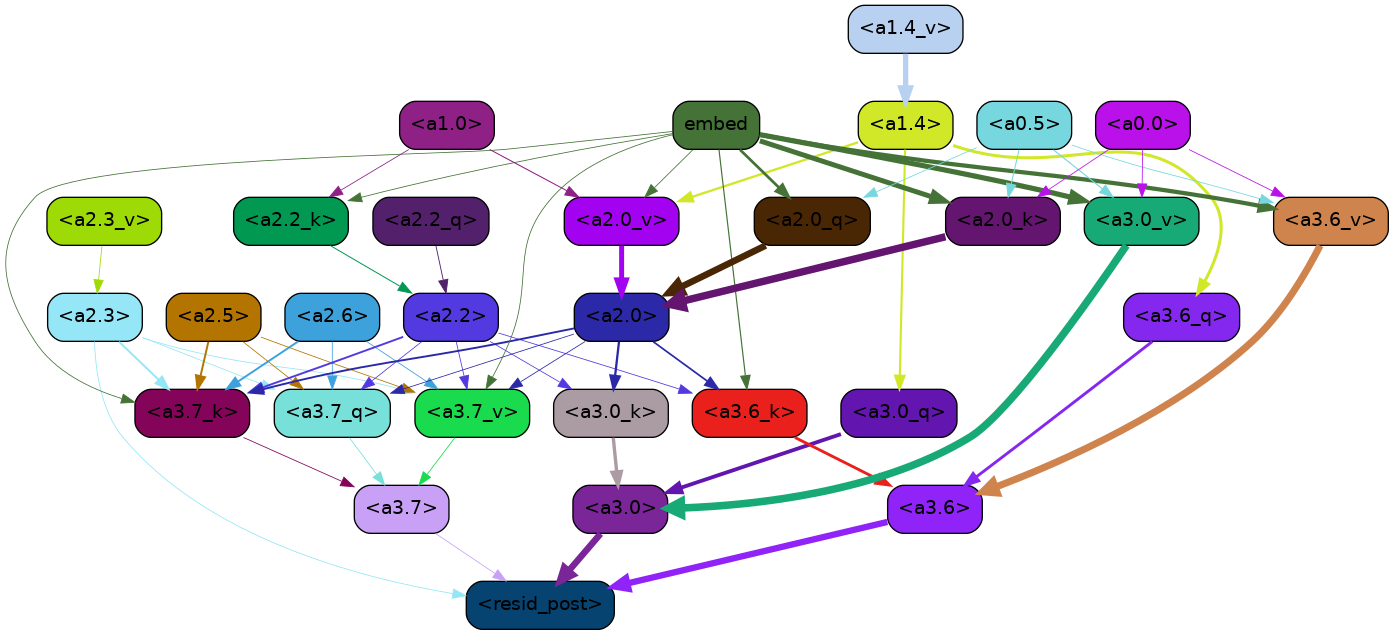 <a1.4_v>
<a1.0>
embed
<a1.4>
<a0.5>
<a0.0>
<a2.3_v>
<a2.2_k>
<a2.2_q>
<a2.0_v>
<a2.0_q>
<a2.0_k>
<a3.0_v>
<a3.6_v>
<a2.3>
<a2.5>
<a2.6>
<a2.2>
<a2.0>
<a3.6_q>
<a3.7_k>
<a3.7_q>
<a3.7_v>
<a3.0_k>
<a3.6_k>
<a3.0_q>
<a3.7>
<a3.0>
<a3.6>
<resid_post>